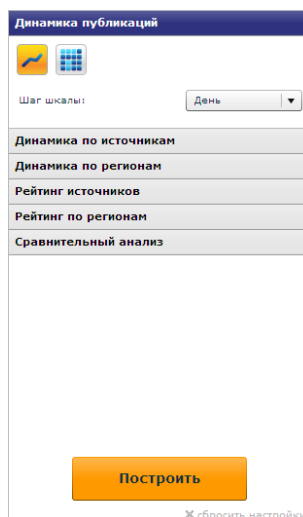 Динамика публикаций
Шаг шкалы: День
Динамика по источникам
Динамика по регионам
Рейтинг источников
Рейтинг по регионам
Сравнительный анализ
Построить
сбросить настройки